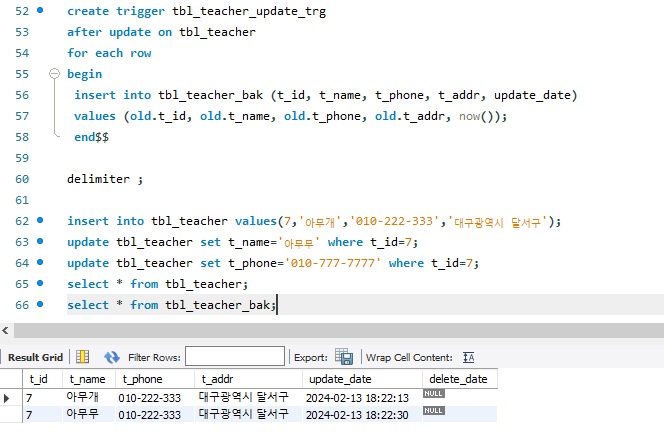 52 create trigger tbl_teacher_update_trg
53 after update on tbl_teacher
54 for each row
55 begin
56 insert into tbl_teacher_bak (t_id, t_name, t_phone, t_addr, update_date)
57 values (old.t_id, old.t_name, old.t_phone, old.t_addr, now());
58 end$$
59
60 delimiter ;
61
62 insert into tbl_teacher values(7,'아무개','010-222-333','대구광역시 달서구');
63 update tbl_teacher set t_name='아무무' where t_id=7;
64 update tbl_teacher set t_phone='010-777-7777' where t_id=7;
65 select * from tbl_teacher;
66 select * from tbl_teacher_bak;
Result Grid Filter Rows: Export: Wrap Cell Content: IA
t_id t_name t_phone t_addr update_date delete_date
7 아무개 010-222-333 대구광역시 달서구 2024-02-13 18:22:13 NULL
7 아무무 010-222-333 대구광역시 달서구 2024-02-13 18:22:30 NULL